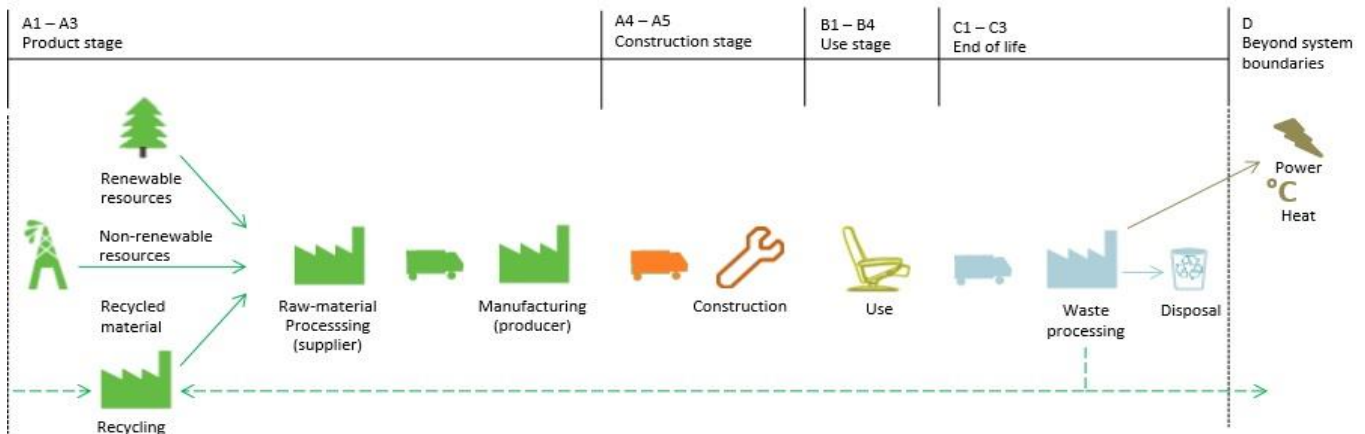 A1 – A3
Product stage
A4 – A5
Construction stage
B1 – B4
Use stage
C1 – C3
End of life
D
Beyond system
boundaries
Renewable
resources
Non-renewable
resources
Recycled
material
Recycling
Raw-material
Processsing
(supplier)
Manufacturing
(producer)
Construction
Use
Waste
processing
Disposal
Power
°C
Heat